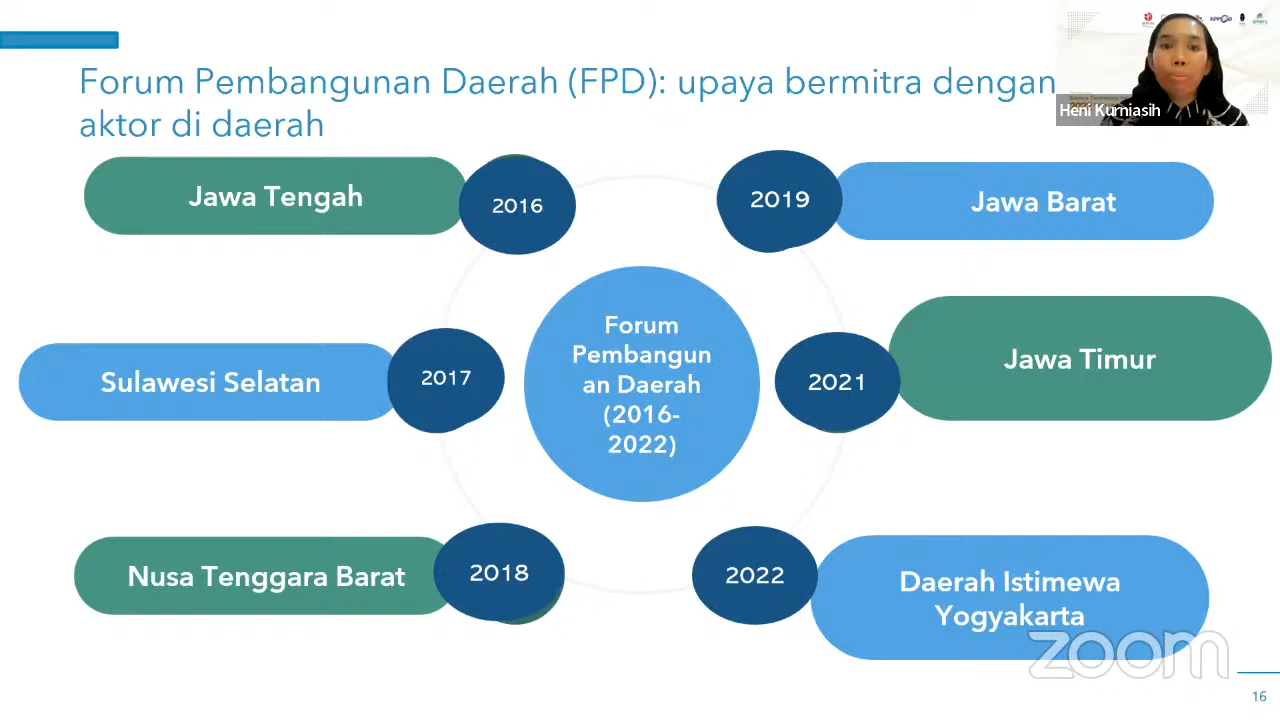 Forum Pembangunan Daerah (FPD): upaya bermitra dengan
aktor di daerah
Heni Kurniasih
Jawa Tengah
2016
2019
Jawa Barat
Forum
Pembangun
an Daerah
(2016-
2022)
Sulawesi Selatan
2017
2021
Jawa Timur
Nusa Tenggara Barat
2018
2022
Daerah Istimewa
Yogyakarta
zoom
16